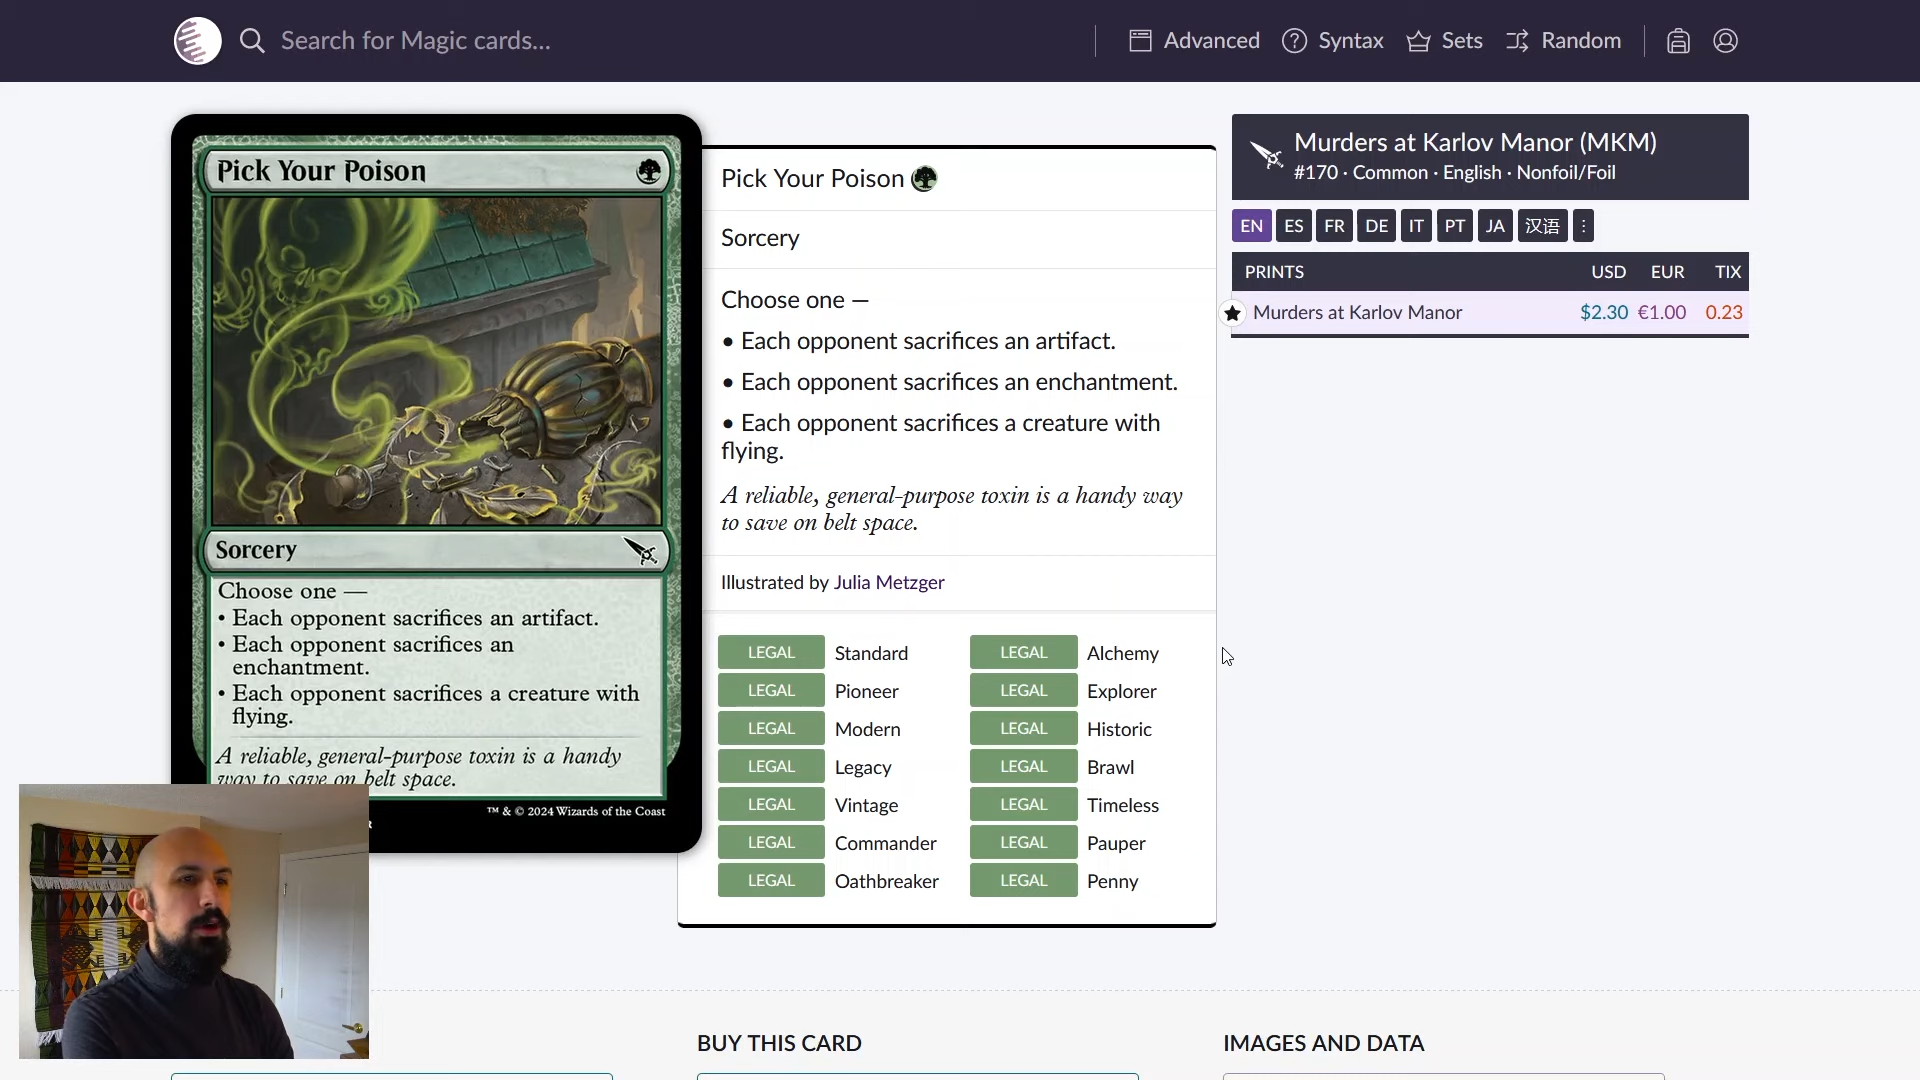 Search for Magic cards...
Advanced
Syntax
Sets
Random
Pick Your Poison
Sorcery
Choose one —
• Each opponent sacrifices an artifact.
• Each opponent sacrifices an
enchantment.
• Each opponent sacrifices a creature with
flying.
A reliable, general-purpose toxin is a handy
way to save on belt space.
™ & © 2024 Wizards of the Coast
Pick Your Poison
Sorcery
Choose one —
• Each opponent sacrifices an artifact.
• Each opponent sacrifices an enchantment.
• Each opponent sacrifices a creature with
flying.
A reliable, general-purpose toxin is a handy way
to save on belt space.
Illustrated by Julia Metzger
LEGAL Standard LEGAL Alchemy
LEGAL Pioneer LEGAL Explorer
LEGAL Modern LEGAL Historic
LEGAL Legacy LEGAL Brawl
LEGAL Vintage LEGAL Timeless
LEGAL Commander LEGAL Pauper
LEGAL Oathbreaker LEGAL Penny
Murders at Karlov Manor (MKM)
#170 · Common · English · Nonfoil/Foil
EN ES FR DE IT PT JA 汉语 ⋮
PRINTS USD EUR TIX
Murders at Karlov Manor $2.30 €1.00 0.23
BUY THIS CARD
IMAGES AND DATA